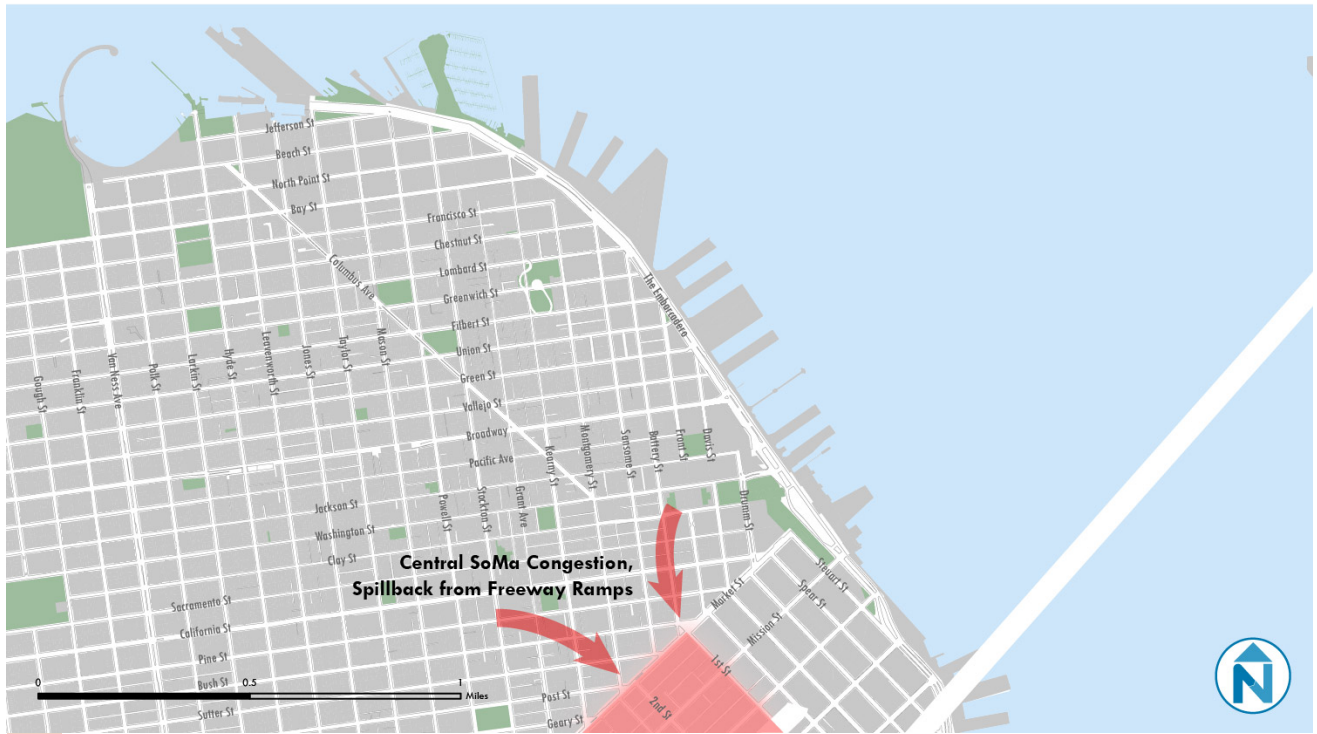 Jefferson St
Beach St
North Point St
Bay St
Francisco St
Chestnut St
Columbus Ave
Lombard St
The Embarcadero
Greenwich St
Filbert St
Union St
Green St
Vallejo St
Broadway
Pacific Ave
Gough St
Franklin St
Van Ness Ave
Polk St
Larkin St
Hyde St
Leavenworth St
Jones St
Taylor St
Mason St
Powell St
Stockton St
Grant Ave
Kearny St
Montgomery St
Sansome St
Battery St
Front St
Davis St
Drumm St
Jackson St
Washington St
Clay St
Central SoMa Congestion,
Spillback from Freeway Ramps
Sacramento St
California St
Pine St
Bush St
Sutter St
Post St
Geary St
Market St
Mission St
Steuart St
Spear St
1st St
2nd St
0 0.5 1
Miles
N